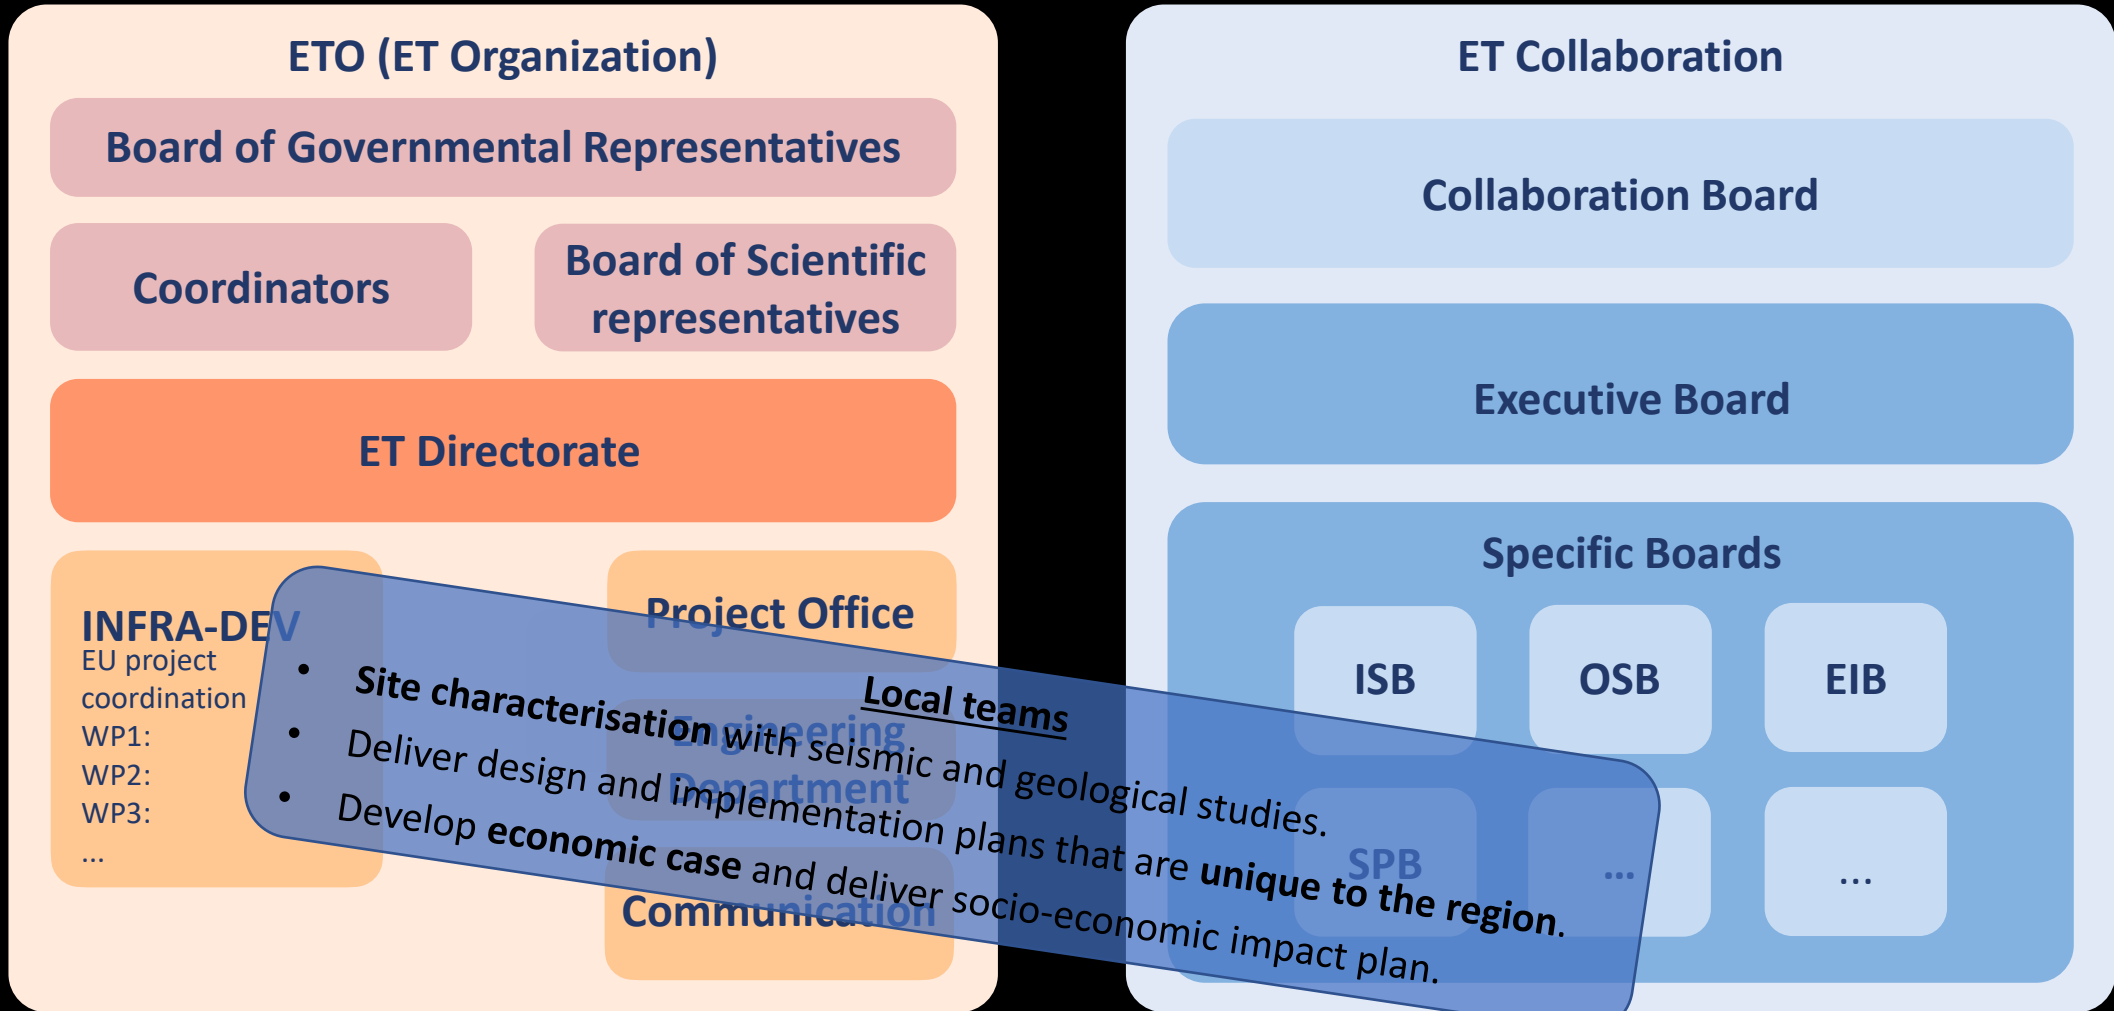 ETO (ET Organization)
Board of Governmental Representatives
Coordinators
Board of Scientific
representatives
ET Directorate
INFRA-DEV
EU project
coordination
WP1:
WP2:
WP3:
...
Project Office
Engineering
Department
Communication
Local teams
• Site characterisation with seismic and geological studies.
• Deliver design and implementation plans that are unique to the region.
• Develop economic case and deliver socio-economic impact plan.
ET Collaboration
Collaboration Board
Executive Board
Specific Boards
ISB
OSB
EIB
SPB
...
...